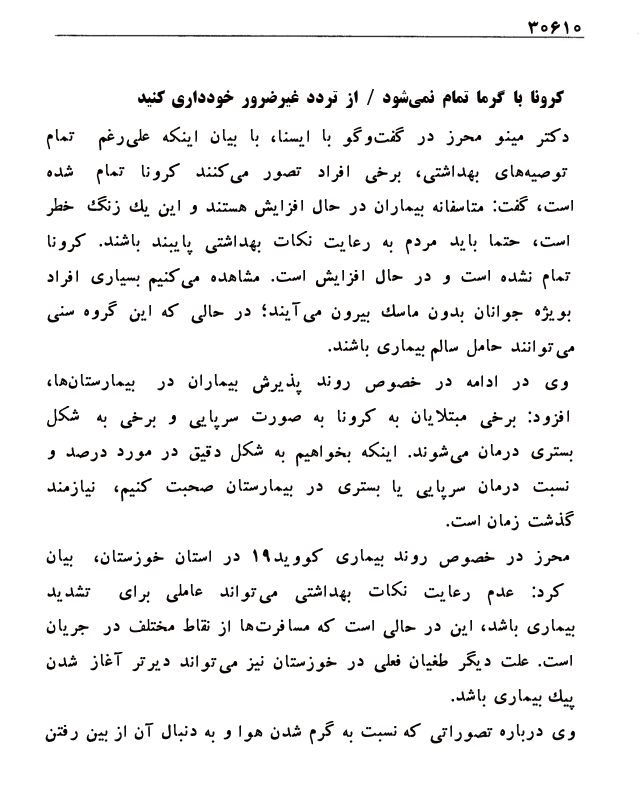 ۳۰۶۱۰
کرونا با گرما تمام نمی‌شود / از تردد غیرضرور خودداری کنید
دکتر مینو محرز در گفت‌وگو با ایسنا، با بیان اینکه علی‌رغم تمام
توصیه‌های بهداشتی، برخی افراد تصور می‌کنند کرونا تمام شده
است، گفت: متاسفانه بیماران در حال افزایش هستند و این یك زنگ خطر
است، حتما باید مردم به رعایت نکات بهداشتی پایبند باشند. کرونا
تمام نشده است و در حال افزایش است. مشاهده می‌کنیم بسیاری افراد
بویژه جوانان بدون ماسك بیرون می‌آیند؛ در حالی که این گروه سنی
می‌توانند حامل سالم بیماری باشند.
وی در ادامه در خصوص روند پذیرش بیماران در بیمارستان‌ها،
افزود: برخی مبتلایان به کرونا به صورت سرپایی و برخی به شکل
بستری درمان می‌شوند. اینکه بخواهیم به شکل دقیق در مورد درصد و
نسبت درمان سرپایی یا بستری در بیمارستان صحبت کنیم، نیازمند
گذشت زمان است.
محرز در خصوص روند بیماری کووید۱۹ در استان خوزستان، بیان
کرد: عدم رعایت نکات بهداشتی می‌تواند عاملی برای تشدید
بیماری باشد، این در حالی است که مسافرت‌ها از نقاط مختلف در جریان
است. علت دیگر طغیان فعلی در خوزستان نیز می‌تواند دیرتر آغاز شدن
پیك بیماری باشد.
وی درباره تصوراتی که نسبت به گرم شدن هوا و به دنبال آن از بین رفتن